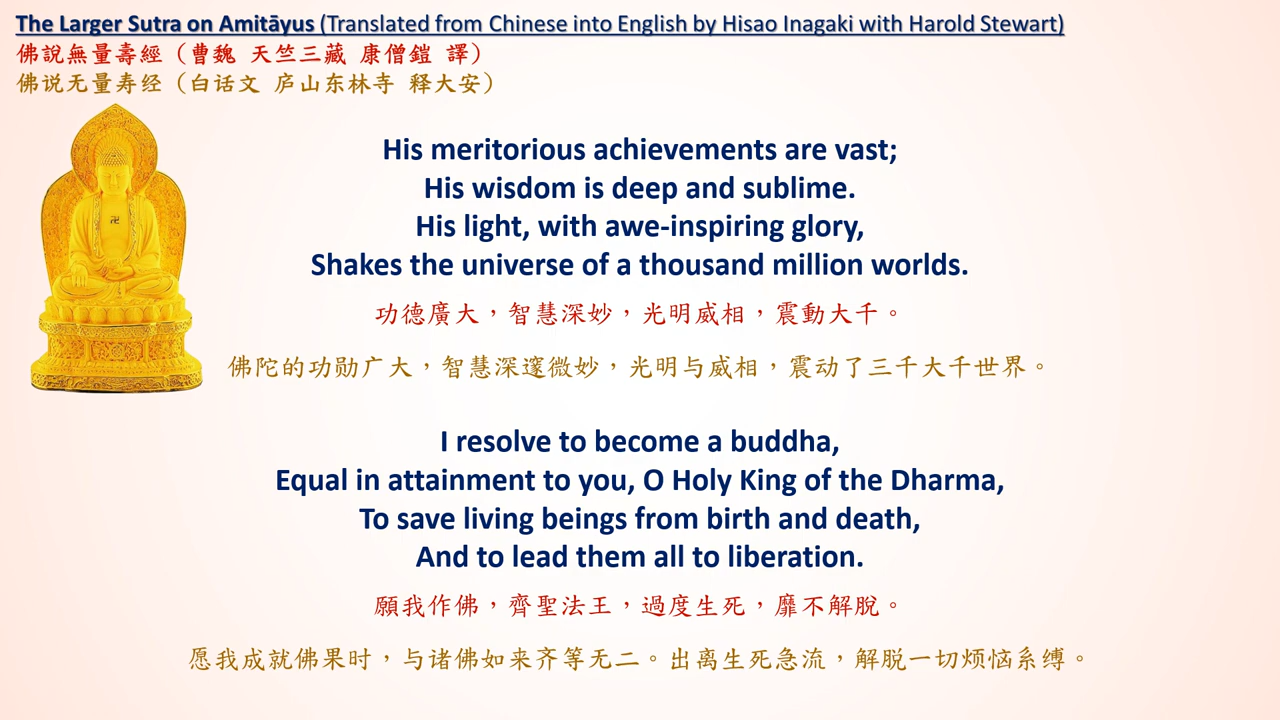 The Larger Sutra on Amitāyus (Translated from Chinese into English by Hisao Inagaki with Harold Stewart)
佛說無量壽經（曹魏 天竺三藏 康僧鎧 譯）
佛说无量寿经（白话文 庐山东林寺 释大安）
卍
His meritorious achievements are vast;
His wisdom is deep and sublime.
His light, with awe-inspiring glory,
Shakes the universe of a thousand million worlds.
功德廣大，智慧深妙，光明威相，震動大千。
佛陀的功勋广大，智慧深邃微妙，光明与威相，震动了三千大千世界。
I resolve to become a buddha,
Equal in attainment to you, O Holy King of the Dharma,
To save living beings from birth and death,
And to lead them all to liberation.
願我作佛，齊聖法王，過度生死，靡不解脫。
愿我成就佛果时，与诸佛如来齐等无二。出离生死急流，解脱一切烦恼系缚。